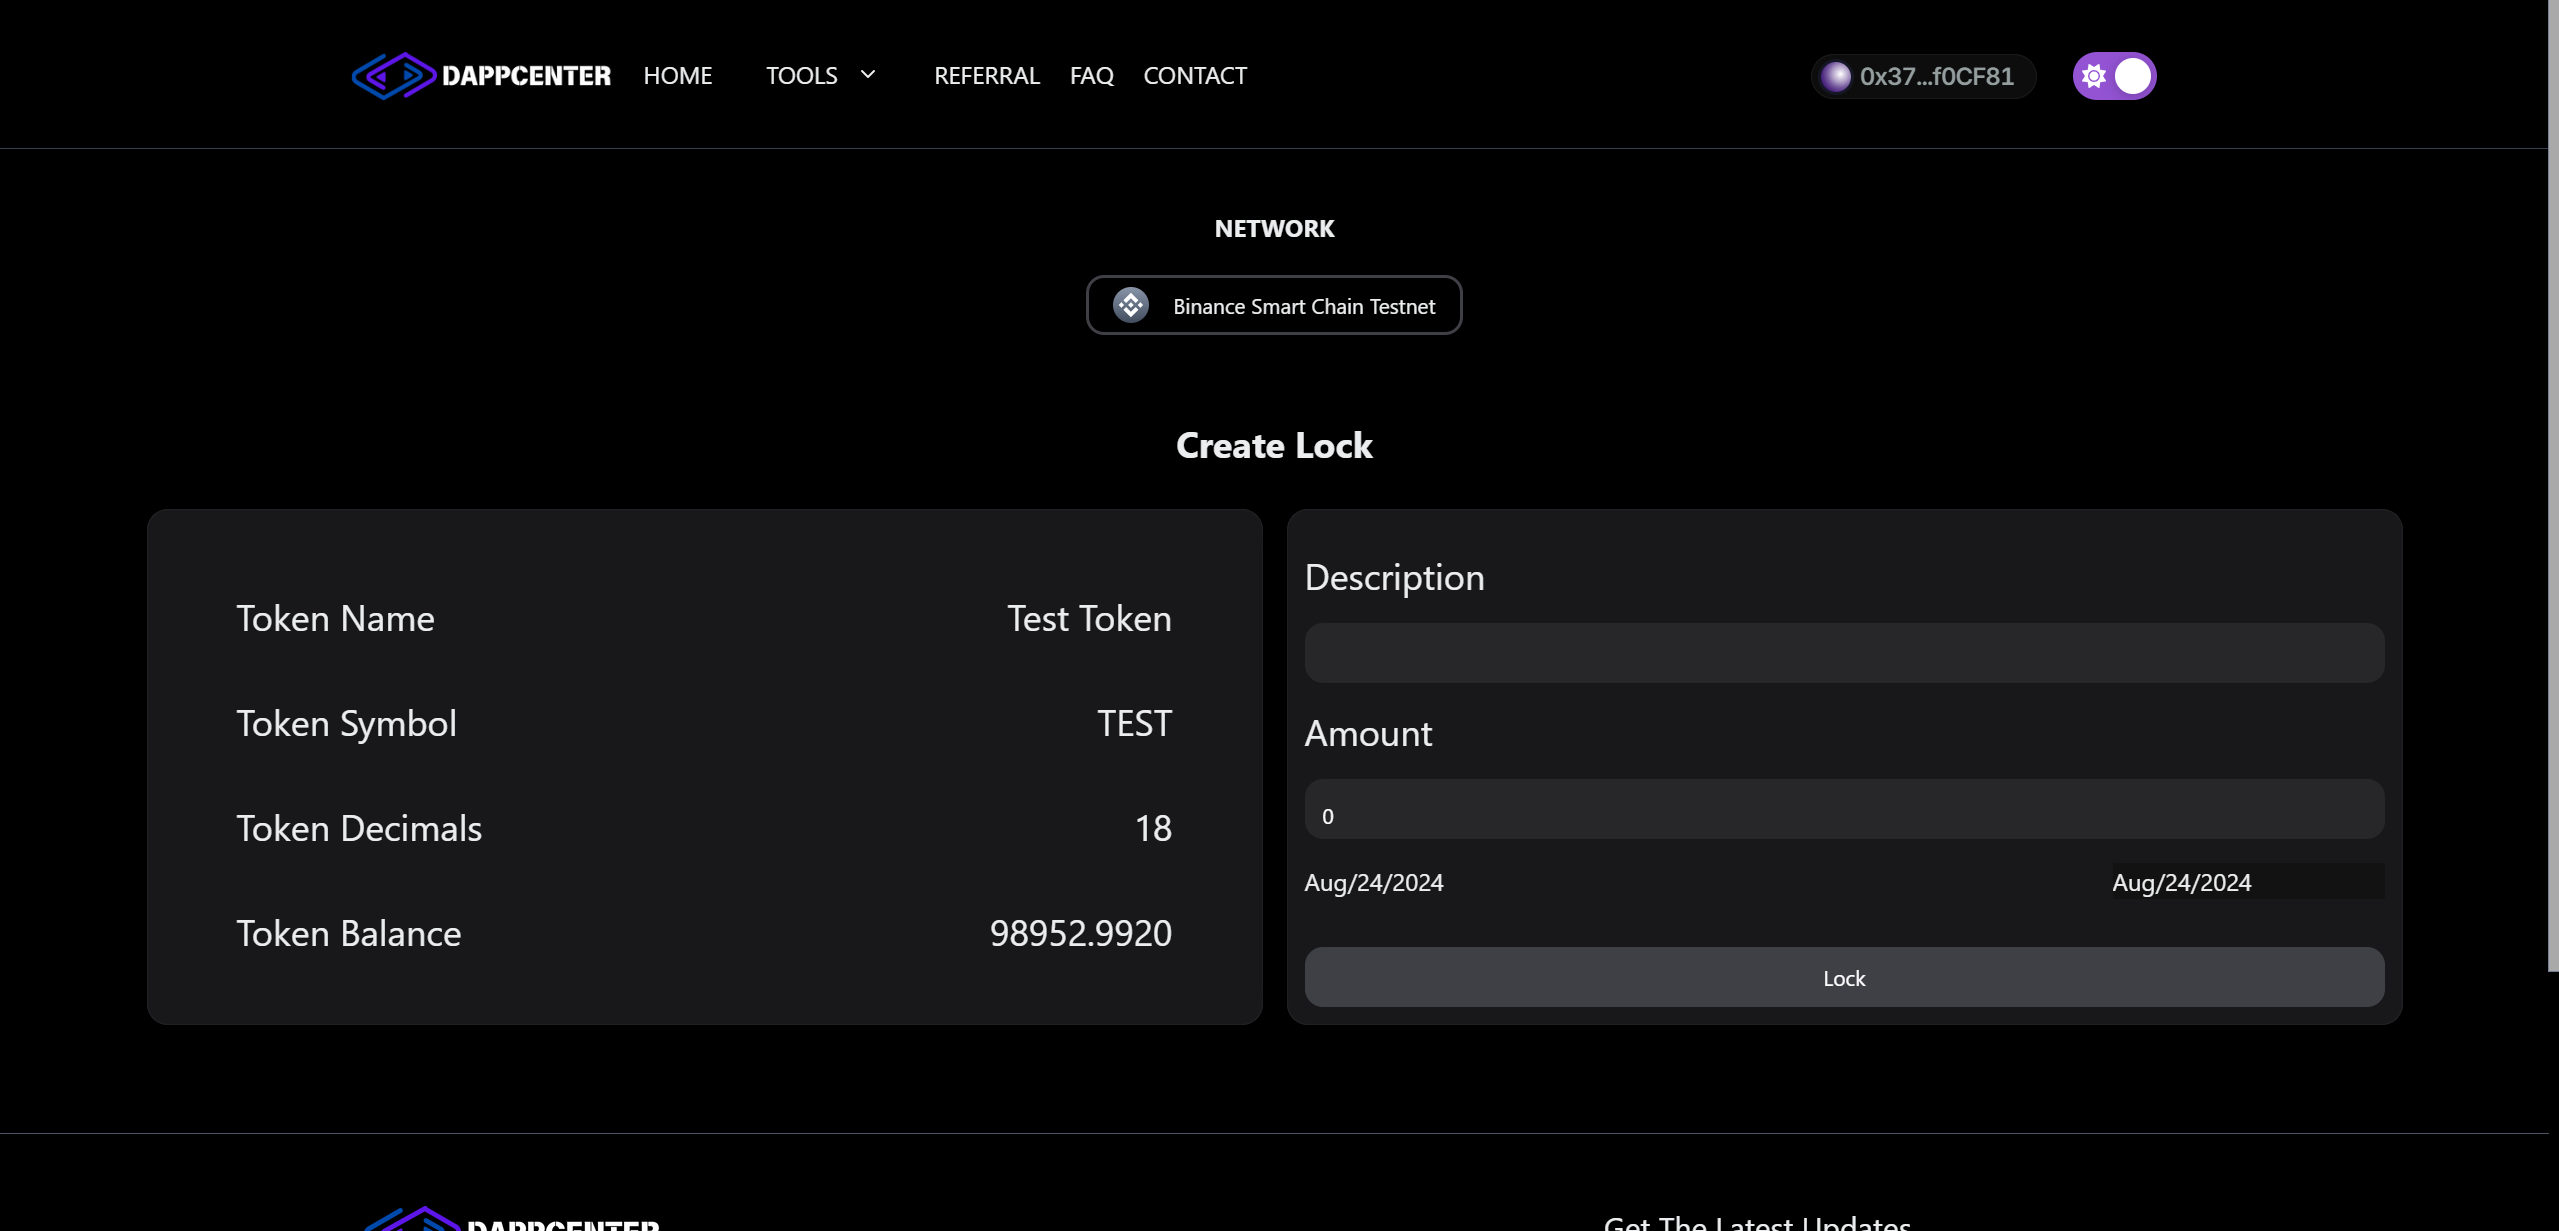 DAPPCENTER HOME TOOLS REFERRAL FAQ CONTACT 0x37...f0CF81
NETWORK
Binance Smart Chain Testnet
Create Lock
Token Name Test Token
Token Symbol TEST
Token Decimals 18
Token Balance 98952.9920
Description
Amount
0
Aug/24/2024 Aug/24/2024
Lock
DAPPCENTER
Get The Latest Updates